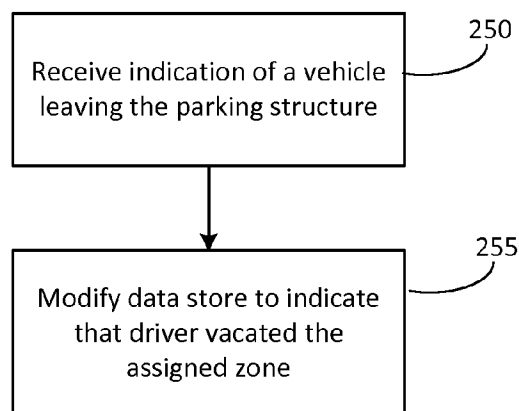 250
Receive indication of a vehicle
leaving the parking structure
255
Modify data store to indicate
that driver vacated the
assigned zone